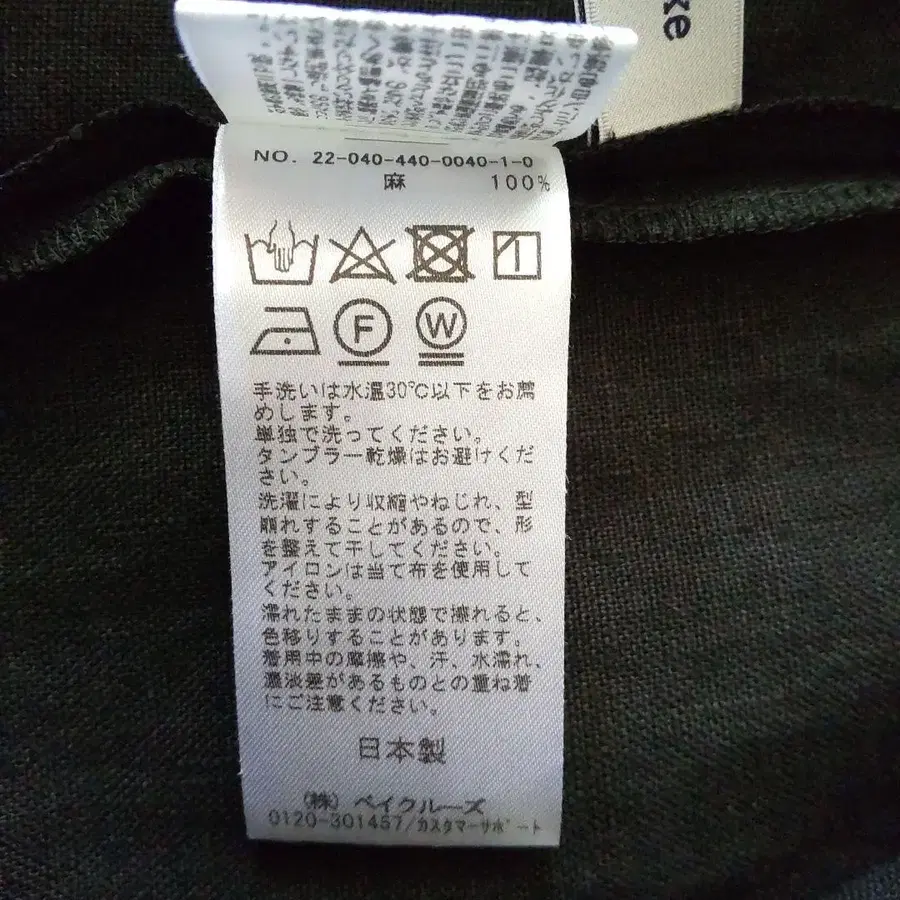 ke
NO. 22-040-440-0040-1-0
麻 100%
F W
手洗いは水温30℃以下をお薦
めします。
単独で洗ってください。
タンブラー乾燥はお避けくだ
さい。
洗濯により収縮やねじれ、型
崩れすることがあるので、形
を整えて干してください。
アイロンは当て布を使用して
ください。
濡れたままの状態で擦れると、
色移りすることがあります。
着用中の摩擦や、汗、水濡れ、
濃淡差があるものとの重ね着
にご注意ください。
日本製
(株) ベイクルーズ
0120-301457/カスタマーサポート